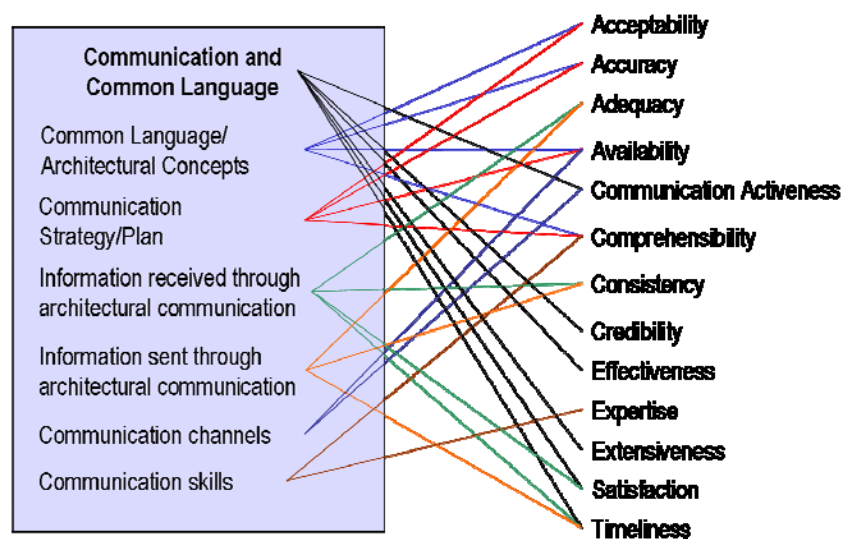 Communication and
Common Language
Common Language/
Architectural Concepts
Communication
Strategy/Plan
Information received through
architectural communication
Information sent through
architectural communication
Communication channels
Communication skills
Acceptability
Accuracy
Adequacy
Availability
Communication Activeness
Comprehensibility
Consistency
Credibility
Effectiveness
Expertise
Extensiveness
Satisfaction
Timeliness